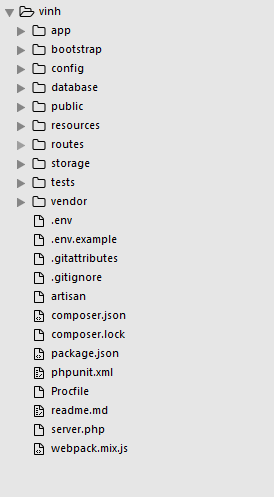 vinh
app
bootstrap
config
database
public
resources
routes
storage
tests
vendor
.env
.env.example
.gitattributes
.gitignore
artisan
composer.json
composer.lock
package.json
phpunit.xml
Procfile
readme.md
server.php
webpack.mix.js